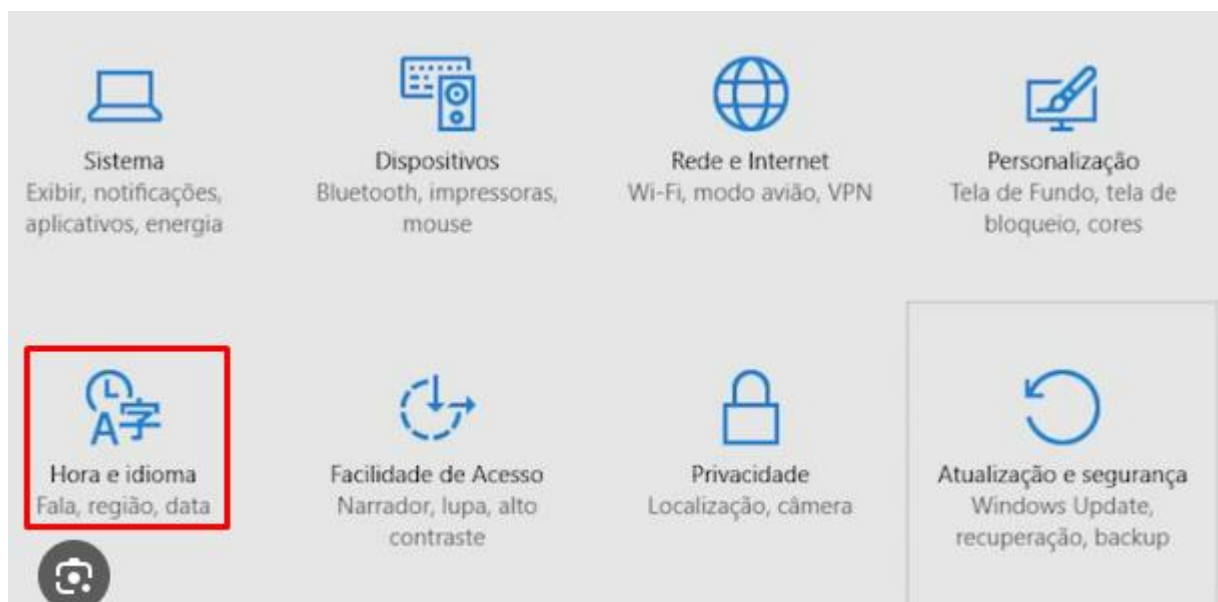 Sistema
Exibir, notificações,
aplicativos, energia
Dispositivos
Bluetooth, impressoras,
mouse
Rede e Internet
Wi-Fi, modo avião, VPN
Personalização
Tela de Fundo, tela de
bloqueio, cores
A字
Hora e idioma
Fala, região, data
Facilidade de Acesso
Narrador, lupa, alto
contraste
Privacidade
Localização, câmera
Atualização e segurança
Windows Update,
recuperação, backup